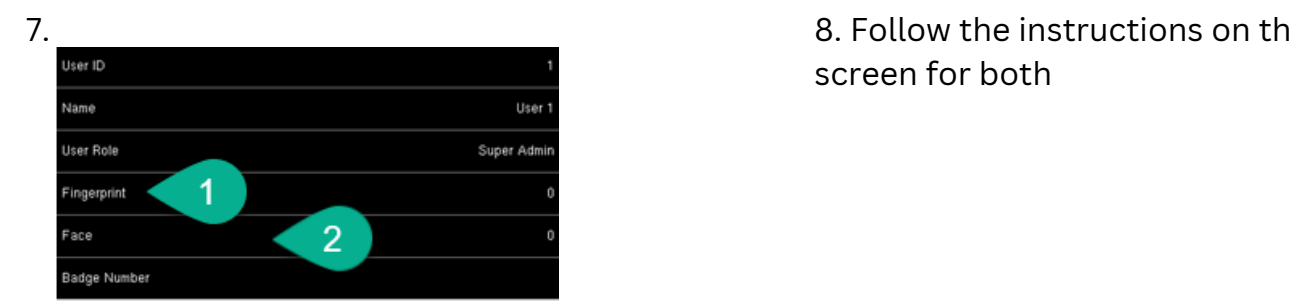 7.
User ID 1
Name User 1
User Role Super Admin
Fingerprint 1 0
Face 2 0
Badge Number
8. Follow the instructions on th
screen for both